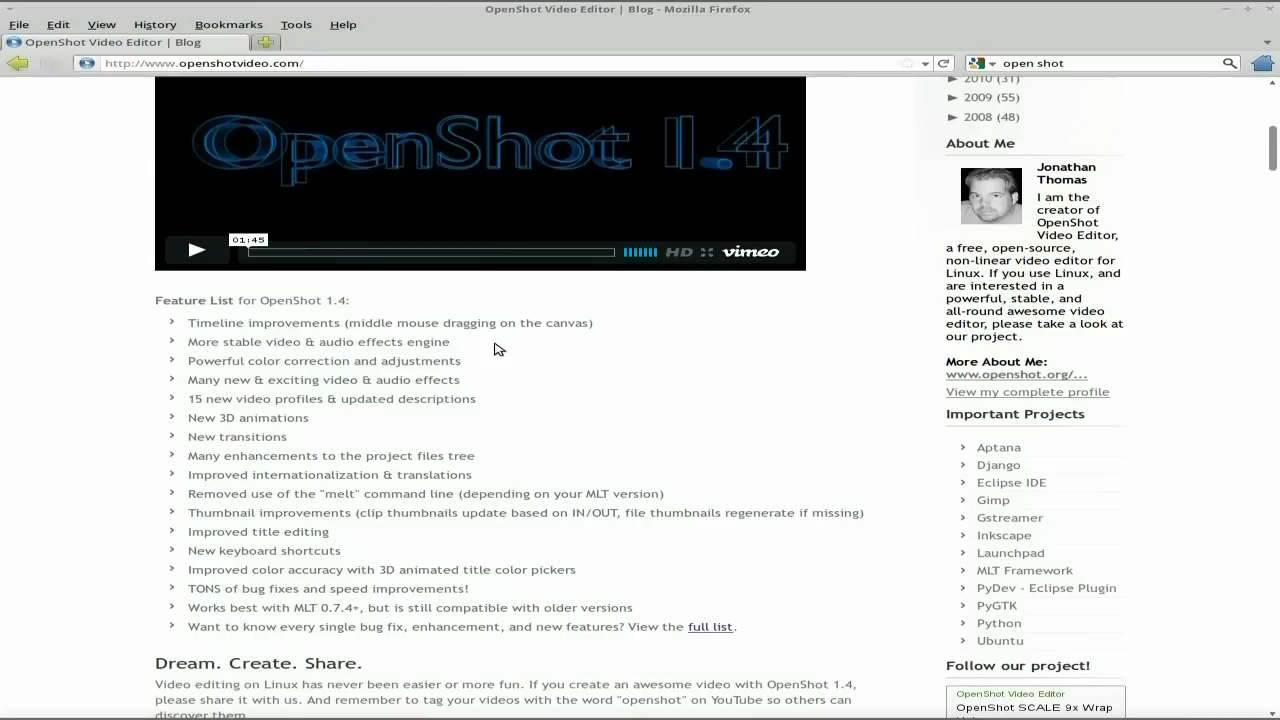 OpenShot Video Editor | Blog - Mozilla Firefox
File Edit View History Bookmarks Tools Help
OpenShot Video Editor | Blog
http://www.openshotvideo.com/
open shot
OpenShot 1.4
01:45
HD vimeo
Feature List for OpenShot 1.4:
Timeline improvements (middle mouse dragging on the canvas)
More stable video & audio effects engine
Powerful color correction and adjustments
Many new & exciting video & audio effects
15 new video profiles & updated descriptions
New 3D animations
New transitions
Many enhancements to the project files tree
Improved internationalization & translations
Removed use of the "melt" command line (depending on your MLT version)
Thumbnail improvements (clip thumbnails update based on IN/OUT, file thumbnails regenerate if missing)
Improved title editing
New keyboard shortcuts
Improved color accuracy with 3D animated title color pickers
TONS of bug fixes and speed improvements!
Works best with MLT 0.7.4+, but is still compatible with older versions
Want to know every single bug fix, enhancement, and new features? View the full list.
Dream. Create. Share.
Video editing on Linux has never been easier or more fun. If you create an awesome video with OpenShot 1.4,
please share it with us. And remember to tag your videos with the word "openshot" on YouTube so others can
discover them.
2010 (31)
2009 (55)
2008 (48)
About Me
Jonathan
Thomas
I am the
creator of
OpenShot
Video Editor,
a free, open-source,
non-linear video editor for
Linux. If you use Linux, and
are interested in a
powerful, stable, and
all-round awesome video
editor, please take a look at
our project.
More About Me:
www.openshot.org/...
View my complete profile
Important Projects
Aptana
Django
Eclipse IDE
Gimp
Gstreamer
Inkscape
Launchpad
MLT Framework
PyDev - Eclipse Plugin
PyGTK
Python
Ubuntu
Follow our project!
OpenShot Video Editor
OpenShot SCALE 9x Wrap